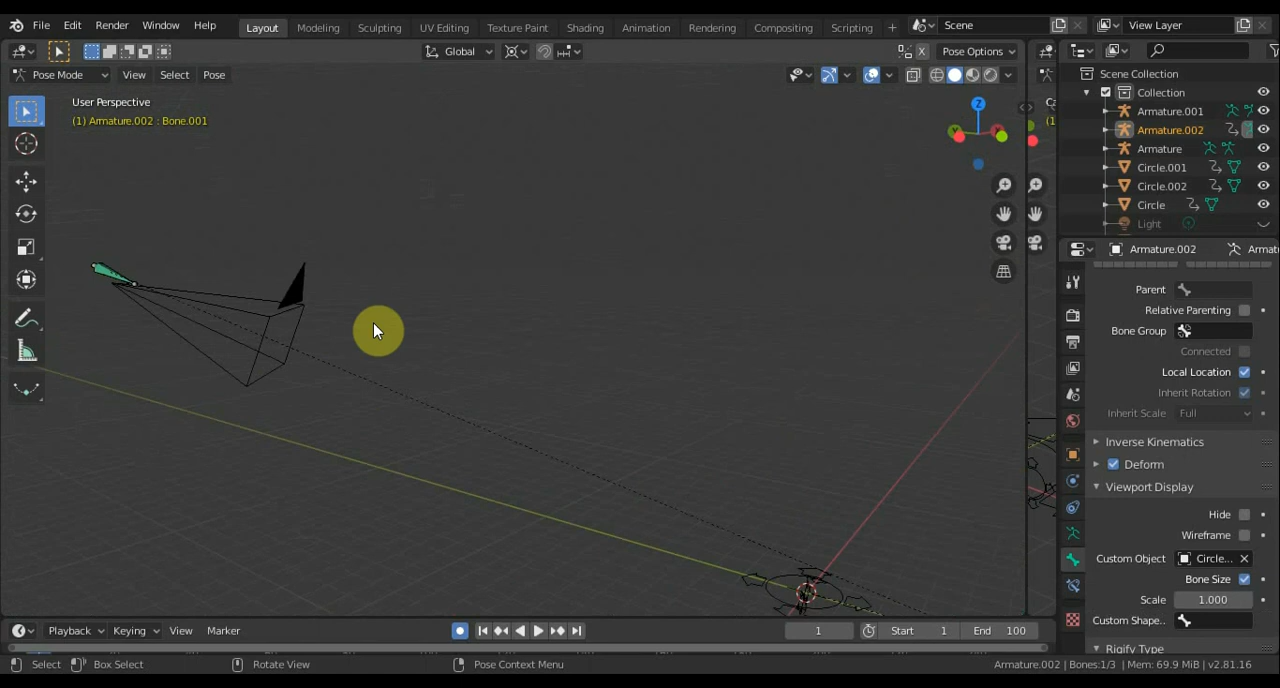 File Edit Render Window Help Layout Modeling Sculpting UV Editing Texture Paint Shading Animation Rendering Compositing Scripting + Scene View Layer
Global Pose Options
Pose Mode View Select Pose
User Perspective
(1) Armature.002 : Bone.001
Z
Scene Collection
Collection
Armature.001
Armature.002
Armature
Circle.001
Circle.002
Circle
Light
Armature.002 Armat
Parent
Relative Parenting
Bone Group
Connected
Local Location
Inherit Rotation
Inherit Scale Full
Inverse Kinematics
Deform
Viewport Display
Hide
Wireframe
Custom Object Circle...
Bone Size
Scale 1.000
Custom Shape..
Rigify Type
Playback Keying View Marker 1 Start 1 End 100
Select Box Select Rotate View Pose Context Menu Armature.002 | Bones:1/3 | Mem: 69.9 MiB | v2.81.16